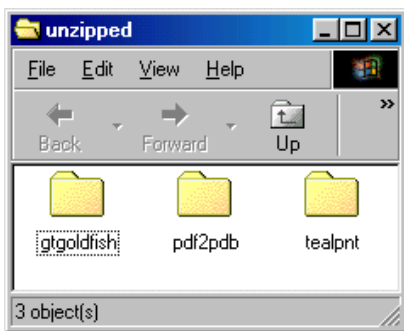 unzipped
File Edit View Help
Back Forward Up »
gtgoldfish pdf2pdb tealpnt
3 object(s)